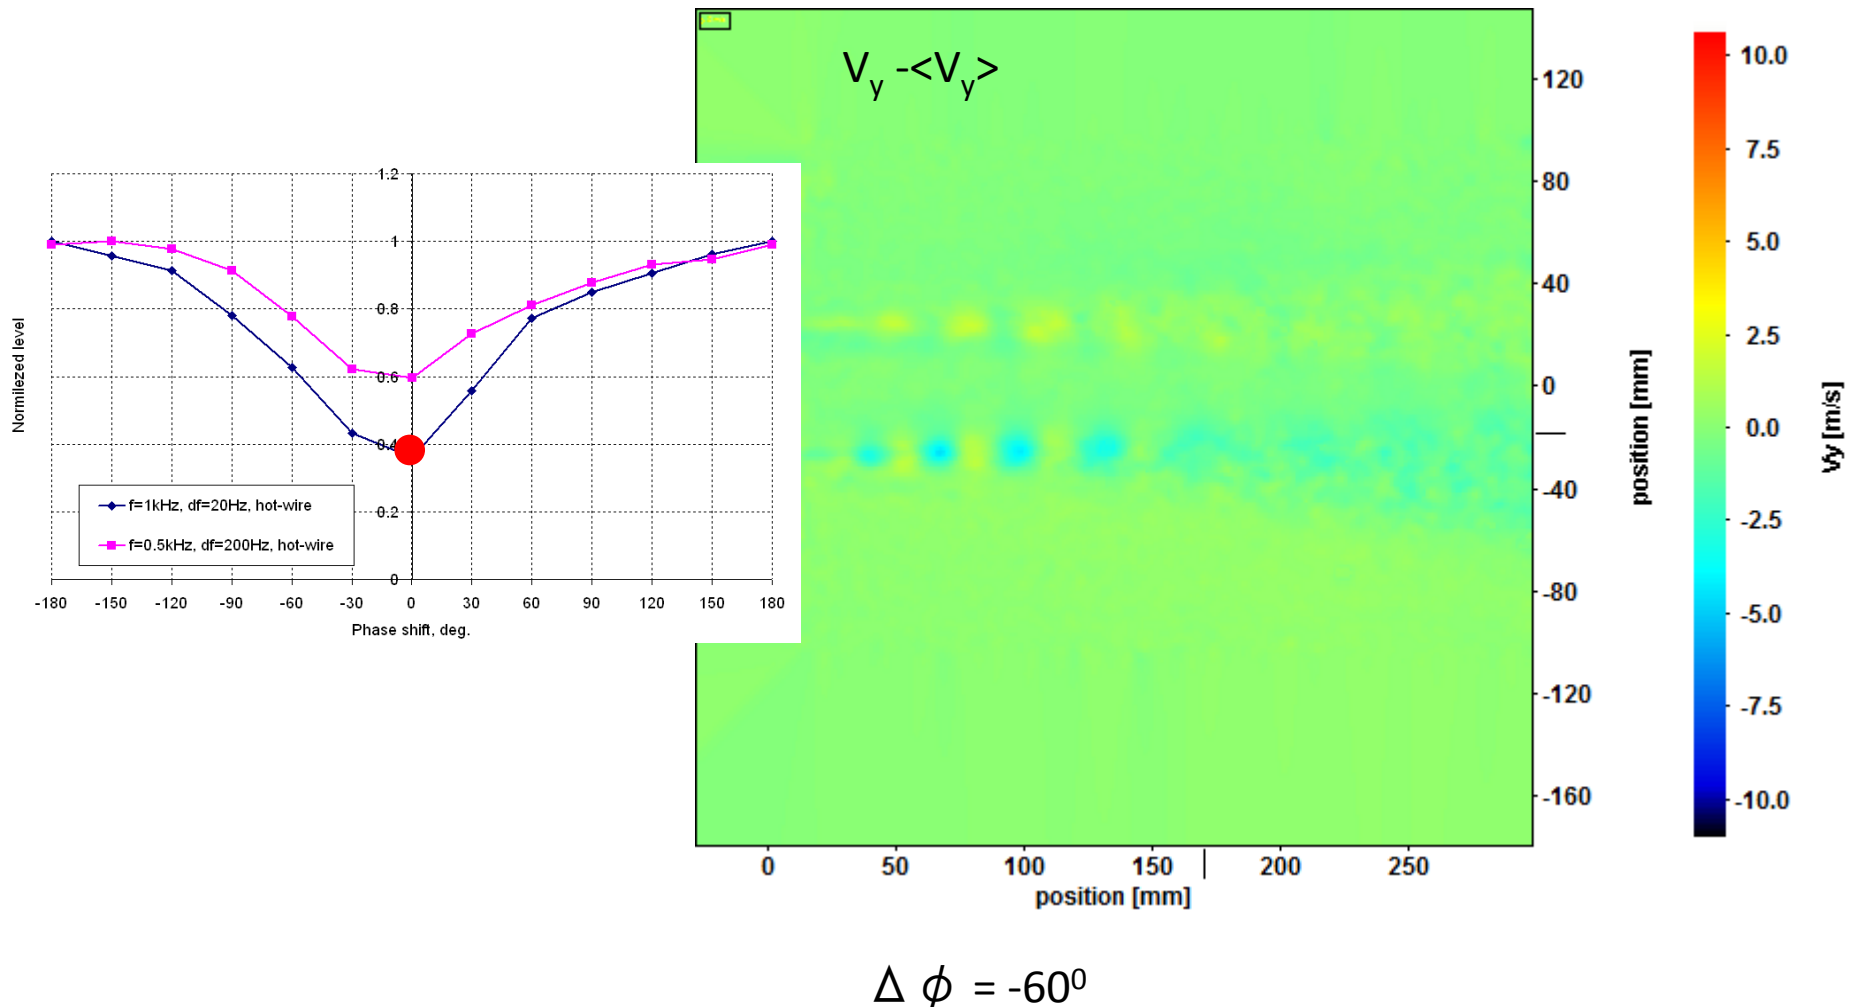 V_y -<V_y>
1.2
1
0.8
0.6
0.4
0.2
0
-180 -150 -120 -90 -60 -30 0 30 60 90 120 150 180
Phase shift, deg.
Normilezed level
f=1kHz, df=20Hz, hot-wire
f=0.5kHz, df=200Hz, hot-wire
120
80
40
0
-40
-80
-120
-160
position [mm]
0 50 100 150 200 250
position [mm]
10.0
7.5
5.0
2.5
0.0
-2.5
-5.0
-7.5
-10.0
Vy [m/s]
Δ ϕ = -60⁰